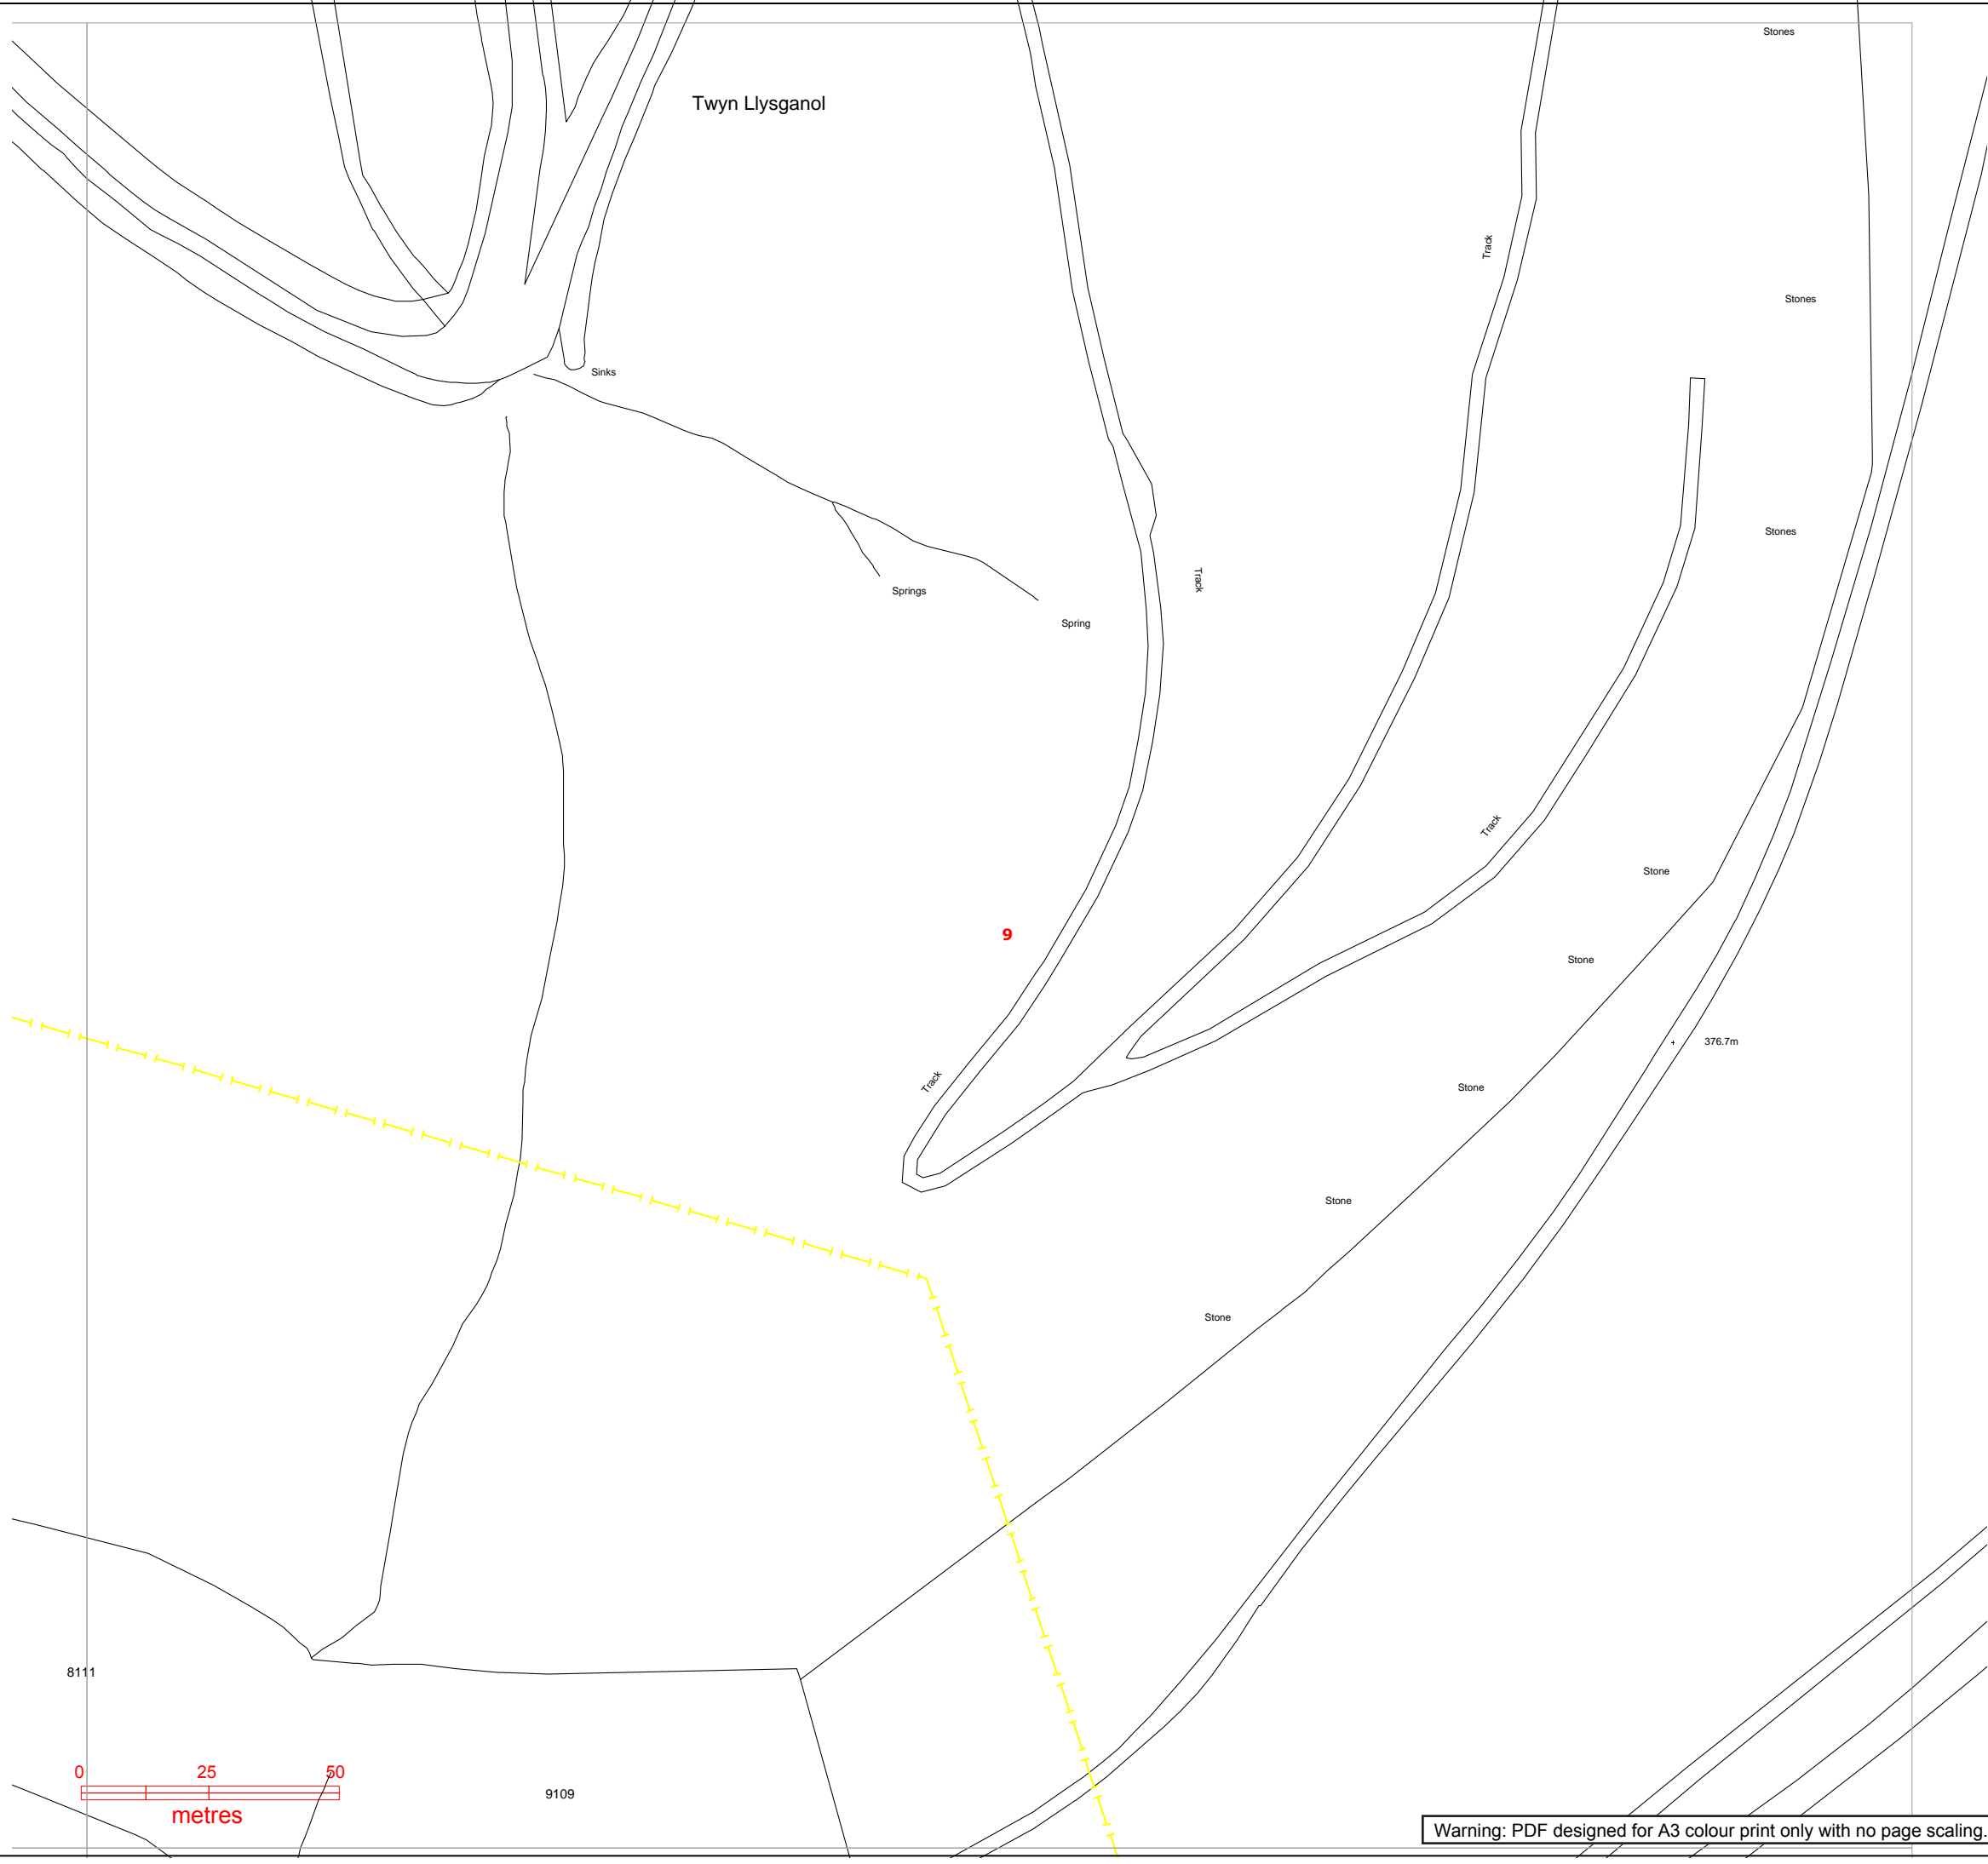 Stones
Twyn Llysganol
Track
Stones
Sinks
Stones
Track
Springs
Spring
Track
Stone
9
Stone
376.7m
Track
Stone
Stone
Stone
8111
0 25 50
metres
9109
Warning: PDF designed for A3 colour print only with no page scaling.